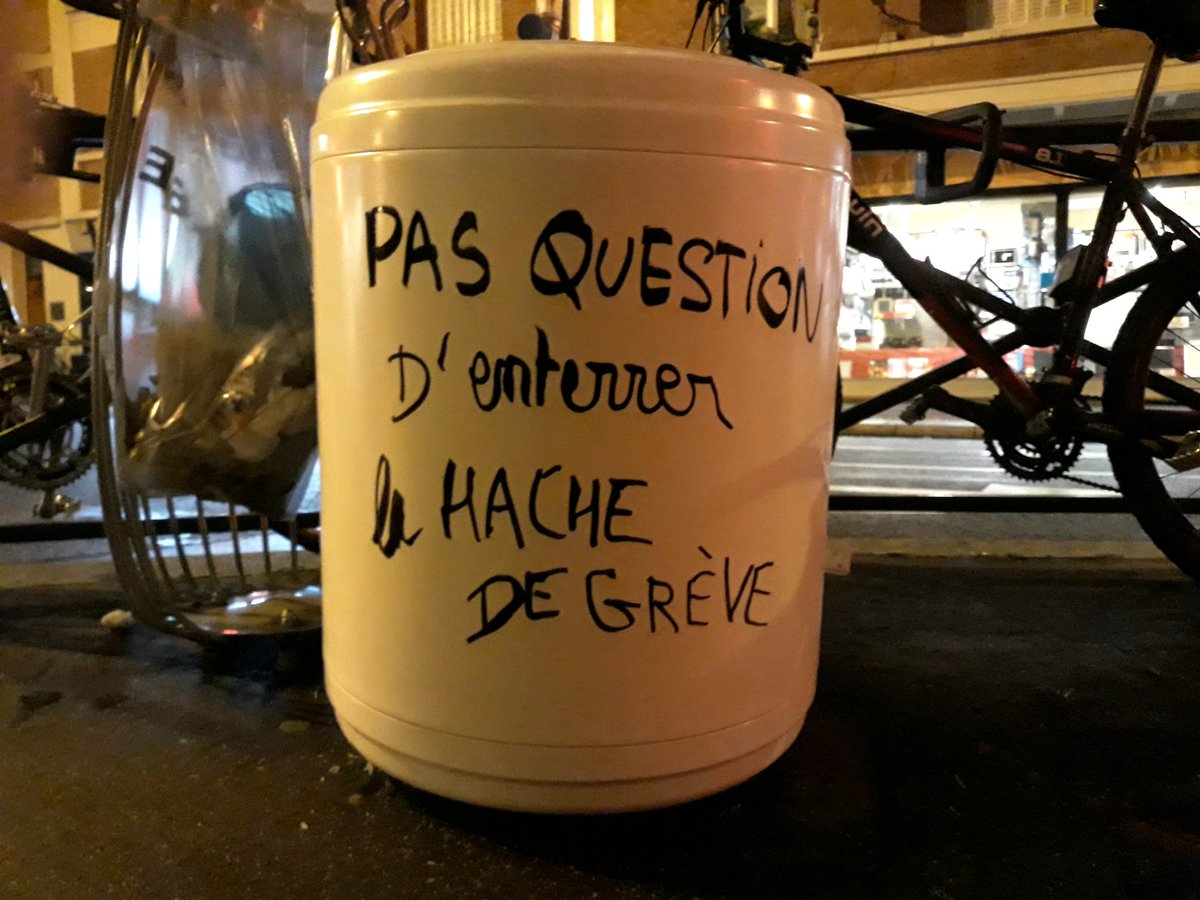 PAS QUESTION
D'enterrer
la HACHE
DE GRÈVE